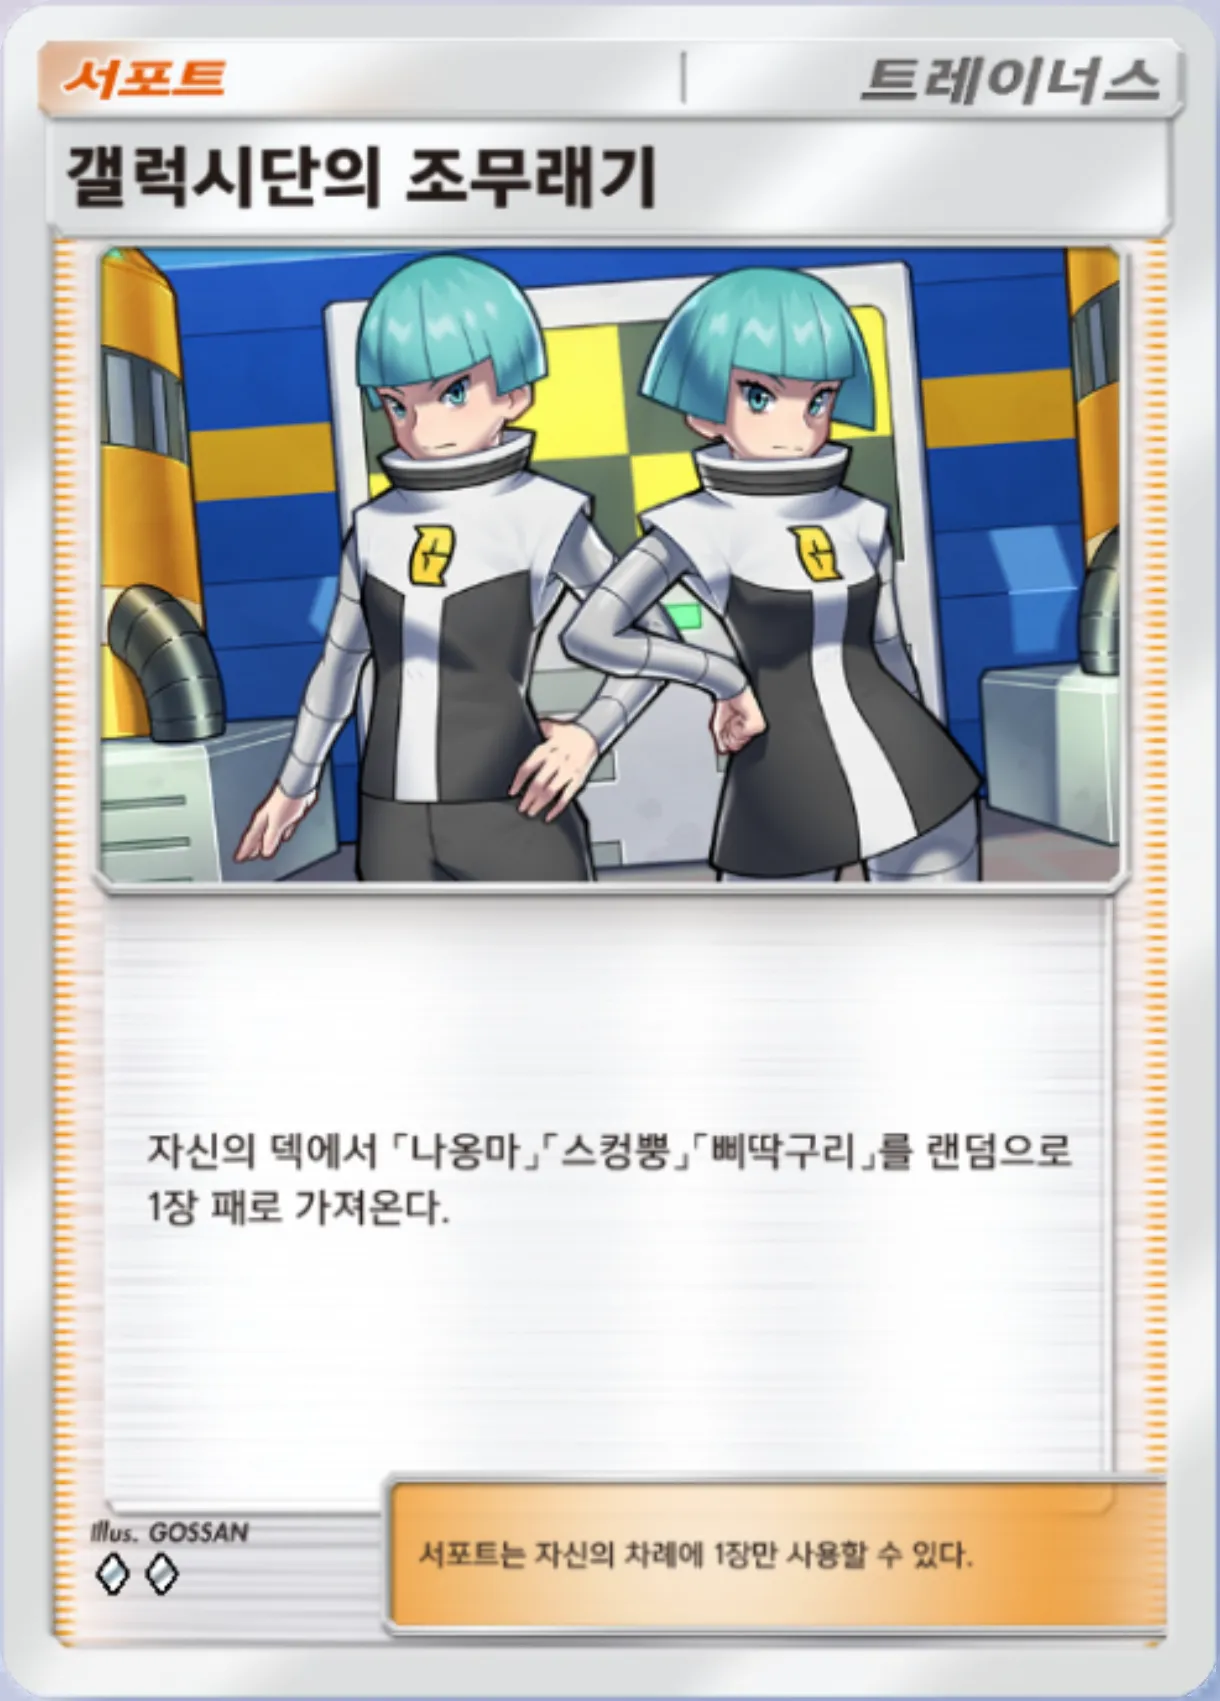 서포트
트레이너스
갤럭시단의 조무래기
자신의 덱에서 「나옹마」「스컹뿡」「삐딱구리」를 랜덤으로
1장 패로 가져온다.
Illus. GOSSAN
서포트는 자신의 차례에 1장만 사용할 수 있다.